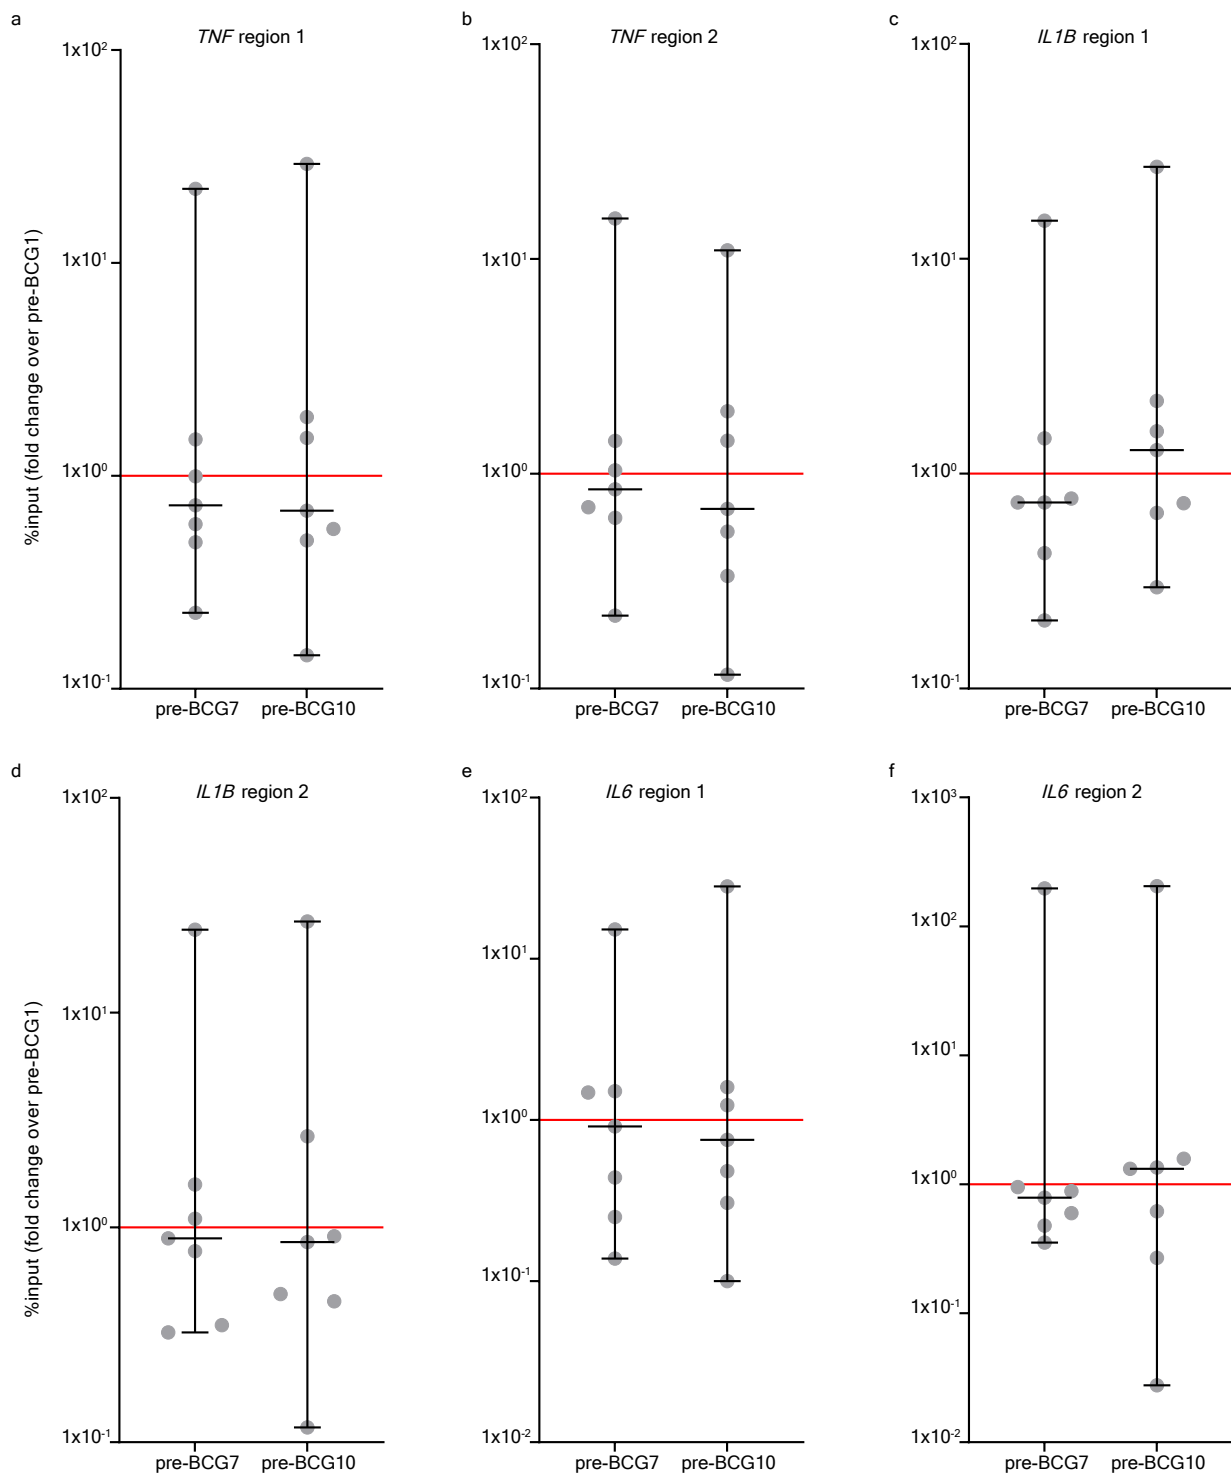 a
TNF region 1
1x10²
1x10¹
1x10⁰
1x10⁻¹
%input (fold change over pre-BCG1)
pre-BCG7 pre-BCG10
b
TNF region 2
1x10²
1x10¹
1x10⁰
1x10⁻¹
pre-BCG7 pre-BCG10
c
IL1B region 1
1x10²
1x10¹
1x10⁰
1x10⁻¹
pre-BCG7 pre-BCG10
d
IL1B region 2
1x10²
1x10¹
1x10⁰
1x10⁻¹
%input (fold change over pre-BCG1)
pre-BCG7 pre-BCG10
e
IL6 region 1
1x10²
1x10¹
1x10⁰
1x10⁻¹
1x10⁻²
pre-BCG7 pre-BCG10
f
IL6 region 2
1x10³
1x10²
1x10¹
1x10⁰
1x10⁻¹
1x10⁻²
pre-BCG7 pre-BCG10